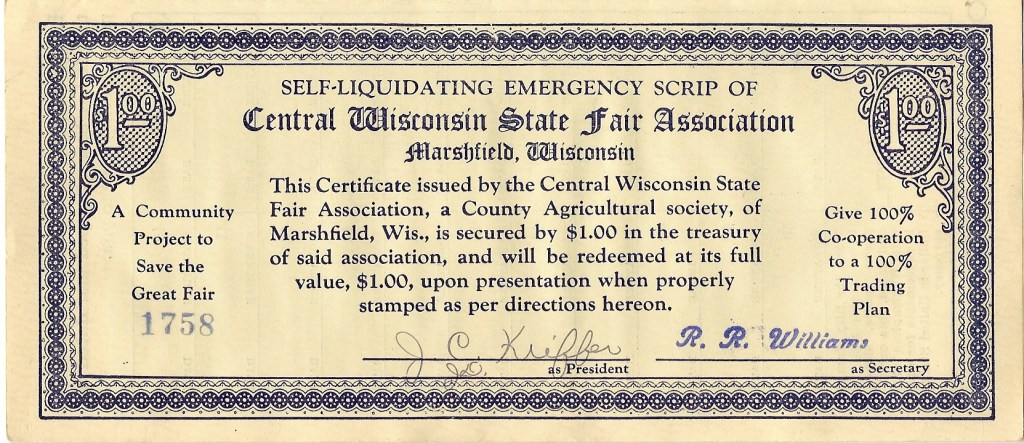 1.00
1.00
SELF-LIQUIDATING EMERGENCY SCRIP OF
Central Wisconsin State Fair Association
Marshfield, Wisconsin
This Certificate issued by the Central Wisconsin State
Fair Association, a County Agricultural society, of
Marshfield, Wis., is secured by $1.00 in the treasury
of said association, and will be redeemed at its full
value, $1.00, upon presentation when properly
stamped as per directions hereon.
A Community
Project to
Save the
Great Fair
1758
Give 100%
Co-operation
to a 100%
Trading
Plan
J C Kieffer
as President
R. R. Williams
as Secretary